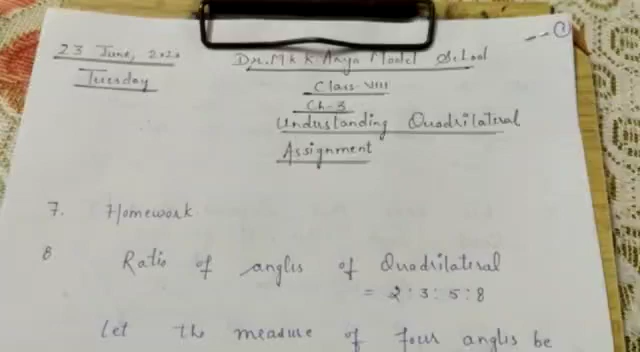 ①
23 June, 2020
Tuesday
Dr. M K K Arya Model School
Class-VIII
Ch-3
Understanding Quadrilateral
Assignment
7. Homework
8 Ratio of angles of Quadrilateral
= 2:3:5:8
Let the measure of four angles be